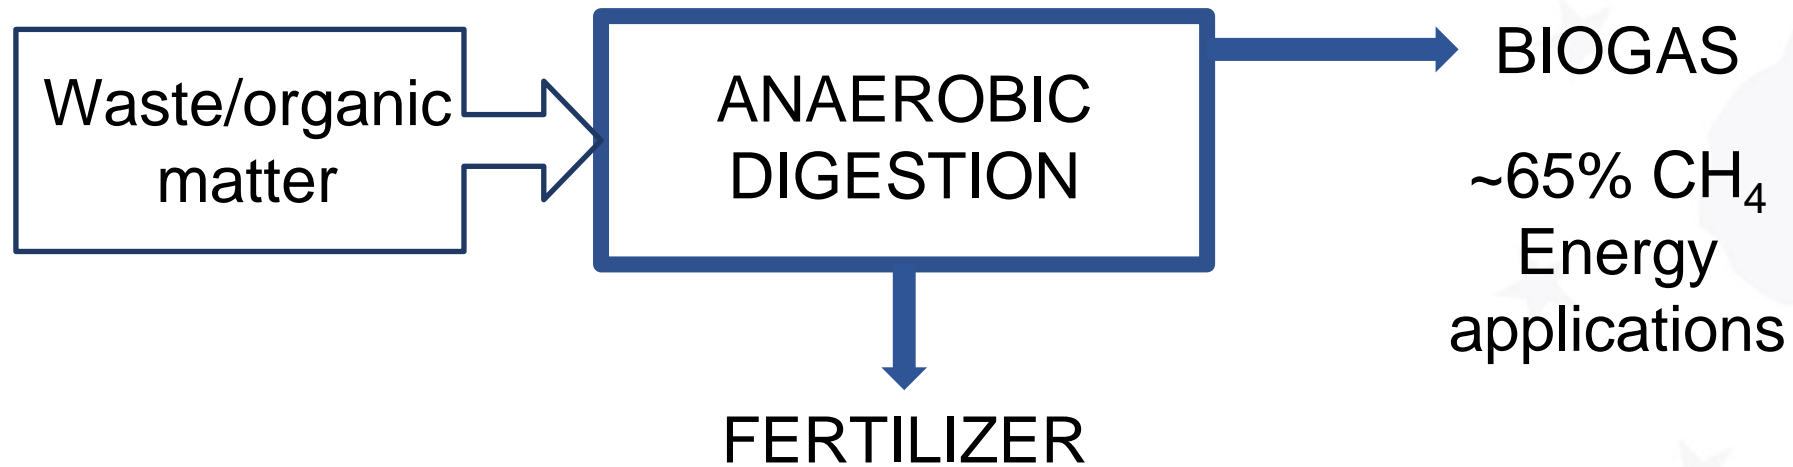 Waste/organic
matter
ANAEROBIC
DIGESTION
BIOGAS
~65% CH₄
Energy
applications
FERTILIZER